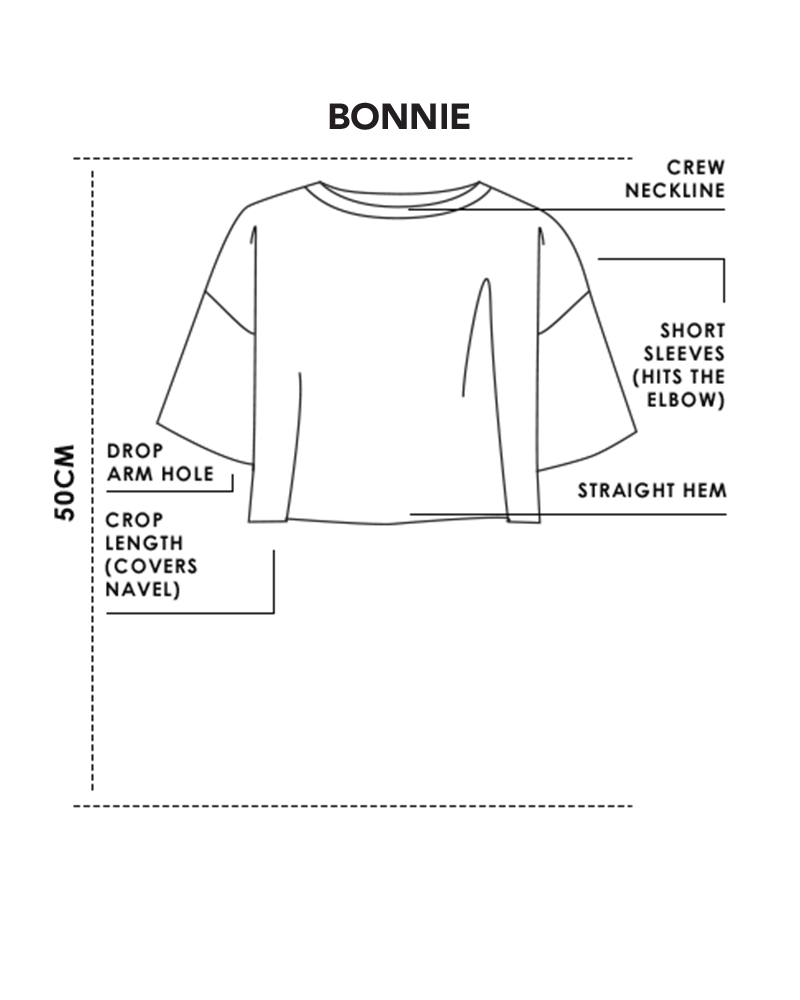 BONNIE
CREW
NECKLINE
SHORT
SLEEVES
(HITS THE
ELBOW)
DROP
ARM HOLE
50CM
STRAIGHT HEM
CROP
LENGTH
(COVERS
NAVEL)